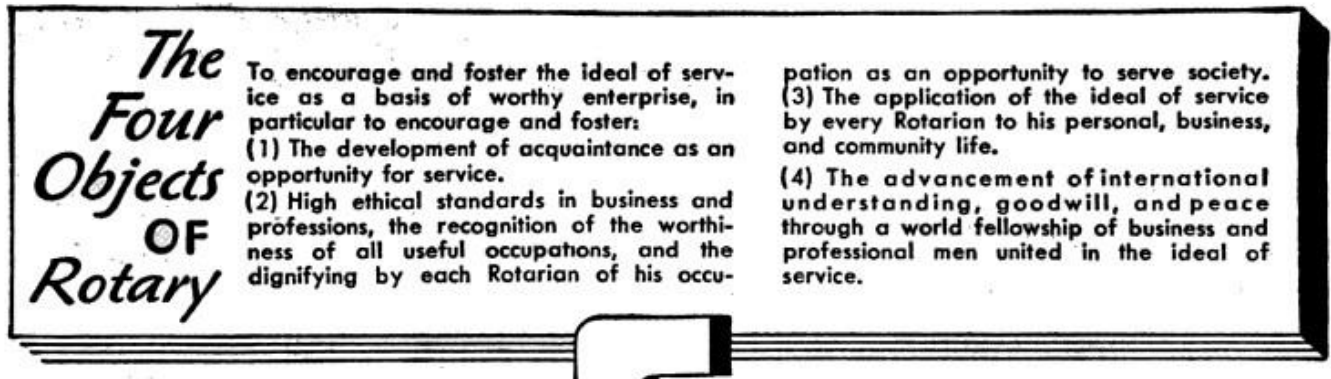 The
Four
Objects
OF
Rotary
To encourage and foster the ideal of serv-
ice as a basis of worthy enterprise, in
particular to encourage and foster:
(1) The development of acquaintance as an
opportunity for service.
(2) High ethical standards in business and
professions, the recognition of the worthi-
ness of all useful occupations, and the
dignifying by each Rotarian of his occu-
pation as an opportunity to serve society.
(3) The application of the ideal of service
by every Rotarian to his personal, business,
and community life.
(4) The advancement of international
understanding, goodwill, and peace
through a world fellowship of business and
professional men united in the ideal of
service.